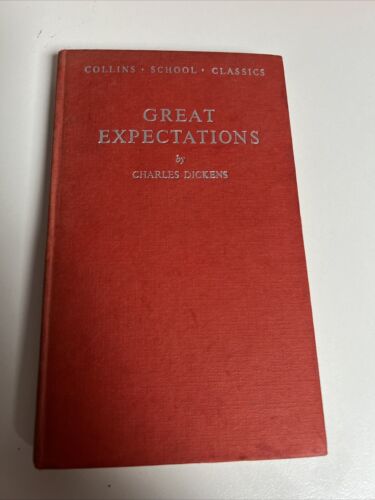 COLLINS · SCHOOL · CLASSICS
GREAT
EXPECTATIONS
by
CHARLES DICKENS